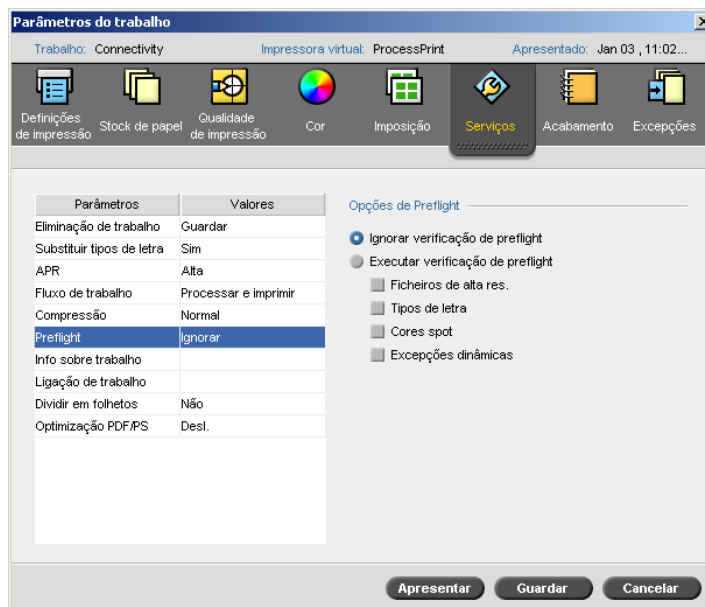 Parâmetros do trabalho
Trabalho: Connectivity Impressora virtual: ProcessPrint Apresentado: Jan 03 , 11:02...
Definições de impressão
Stock de papel
Qualidade de impressão
Cor
Imposição
Serviços
Acabamento
Excepções
Parâmetros Valores
Eliminação de trabalho Guardar
Substituir tipos de letra Sim
APR Alta
Fluxo de trabalho Processar e imprimir
Compressão Normal
Preflight Ignorar
Info sobre trabalho
Ligação de trabalho
Dividir em folhetos Não
Optimização PDF/PS Desl.
Opções de Preflight
Ignorar verificação de preflight
Executar verificação de preflight
Ficheiros de alta res.
Tipos de letra
Cores spot
Excepções dinâmicas
Apresentar Guardar Cancelar